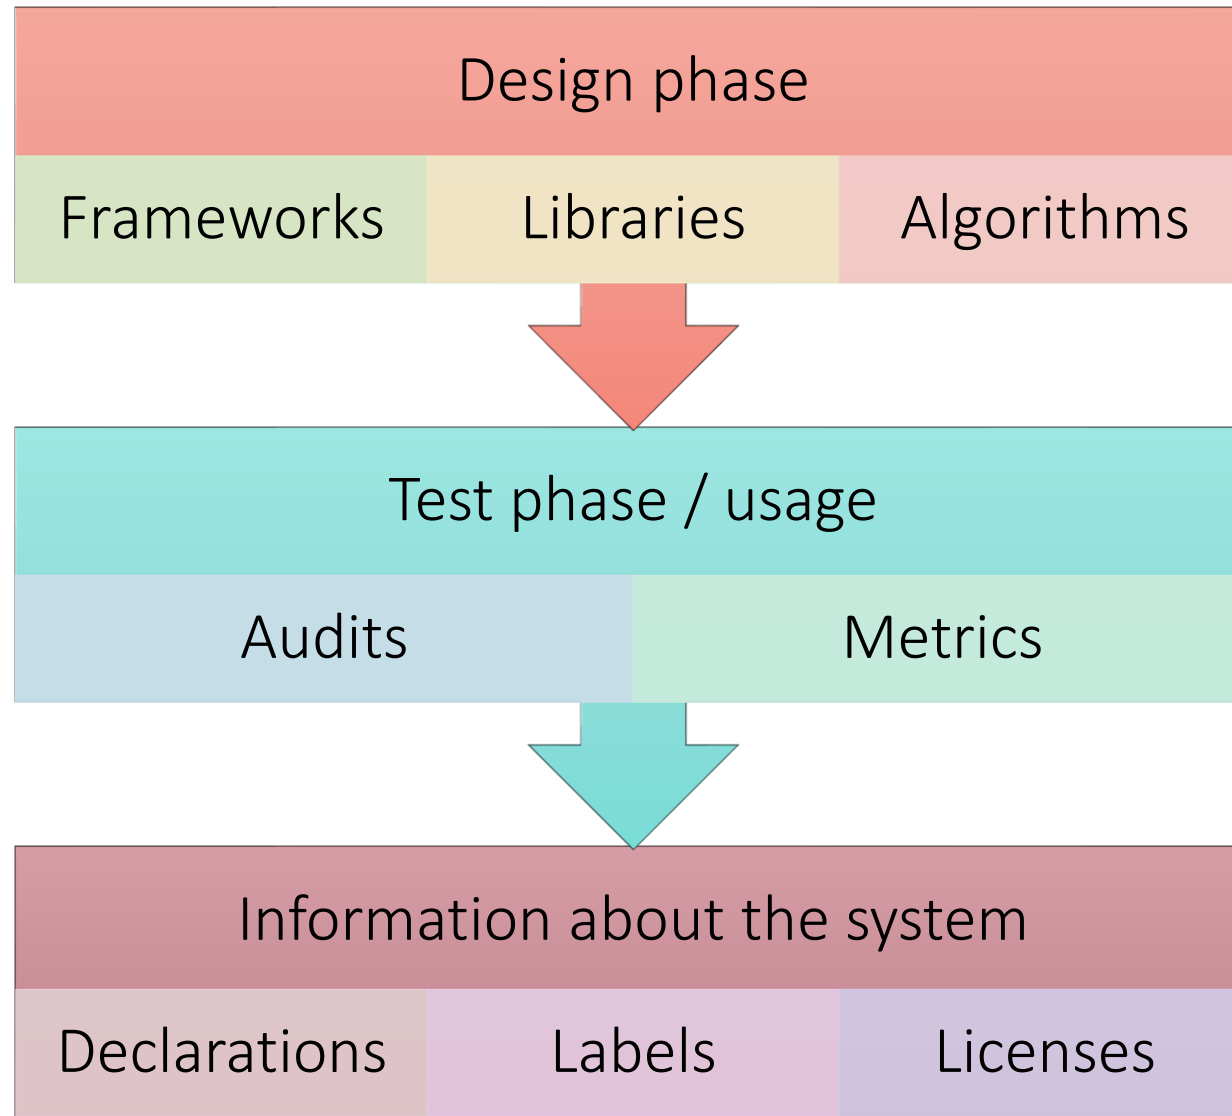 Design phase
Frameworks Libraries Algorithms
Test phase / usage
Audits Metrics
Information about the system
Declarations Labels Licenses